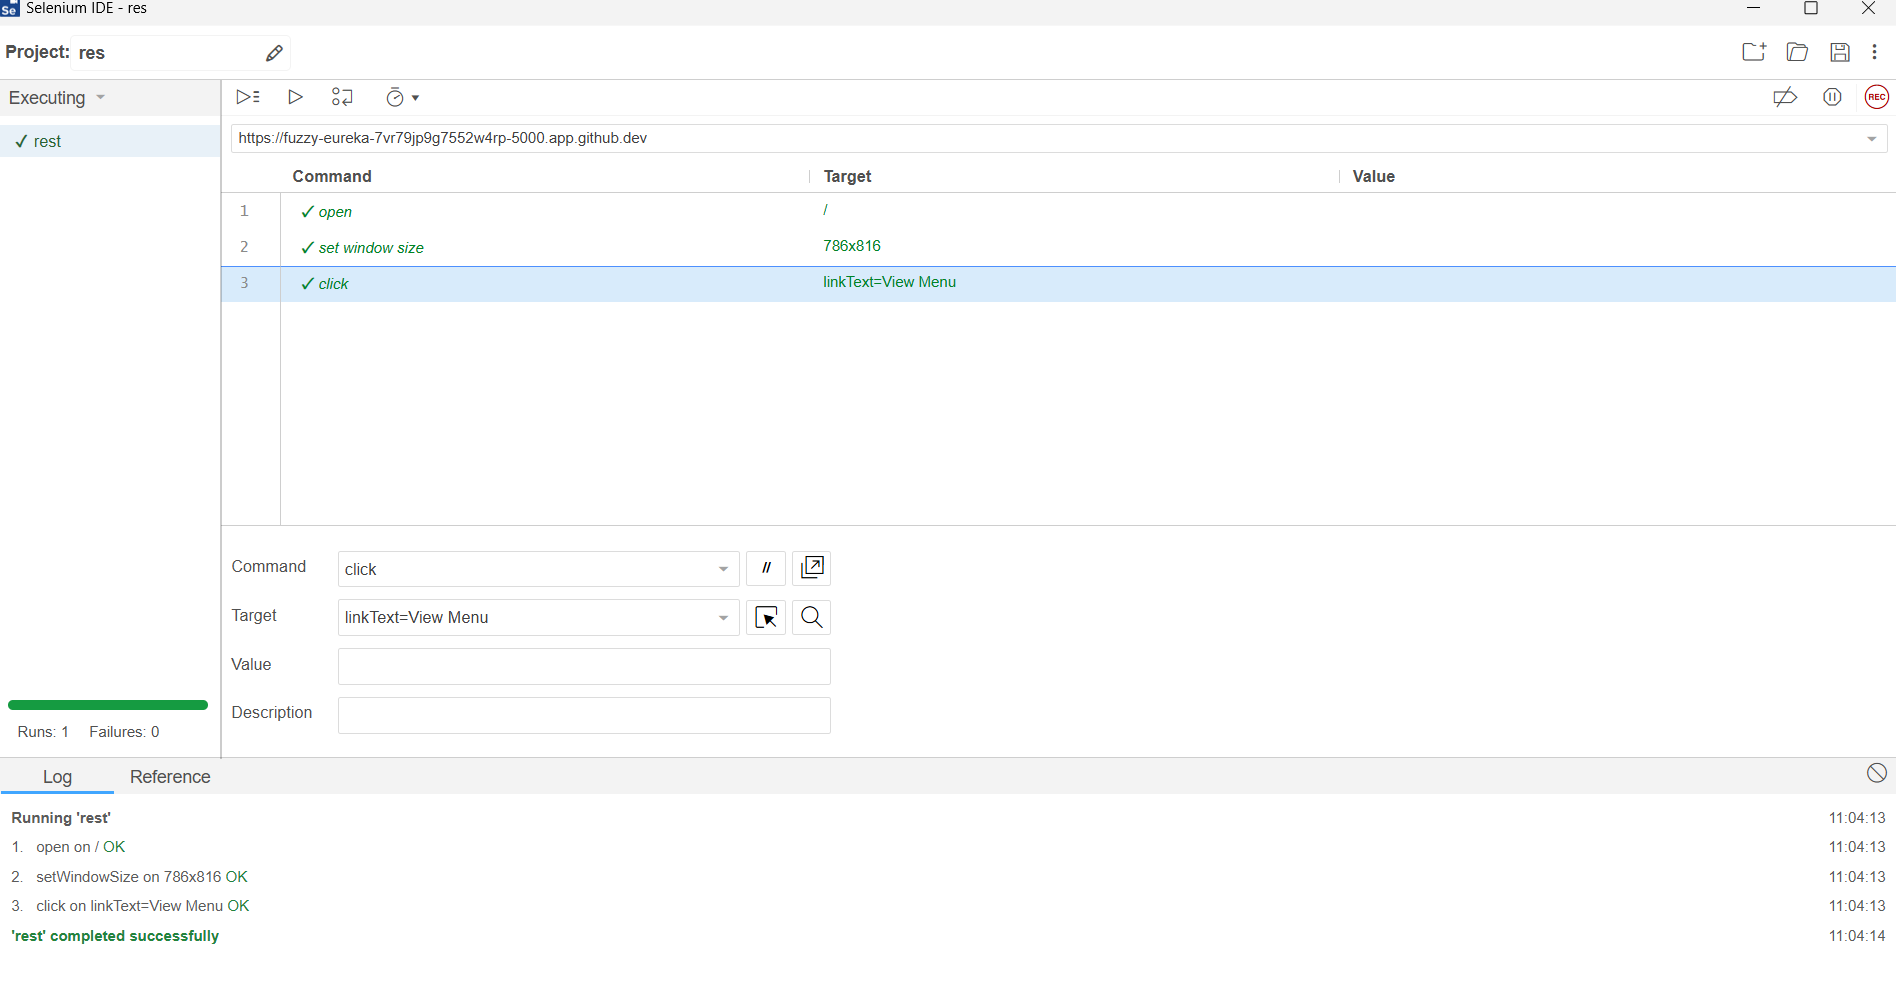 Se Selenium IDE - res
Project: res
Executing
✓ rest
REC
https://fuzzy-eureka-7vr79jp9g7552w4rp-5000.app.github.dev
Command Target Value
1 ✓ open /
2 ✓ set window size 786x816
3 ✓ click linkText=View Menu
Command click //
Target linkText=View Menu
Value
Description
Runs: 1 Failures: 0
Log Reference
Running 'rest' 11:04:13
1. open on / OK 11:04:13
2. setWindowSize on 786x816 OK 11:04:13
3. click on linkText=View Menu OK 11:04:13
'rest' completed successfully 11:04:14